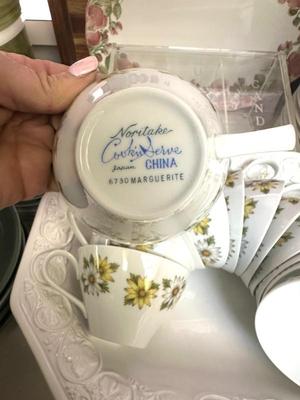 Noritake
Cook'n Serve
Japan CHINA
6730 MARGUERITE